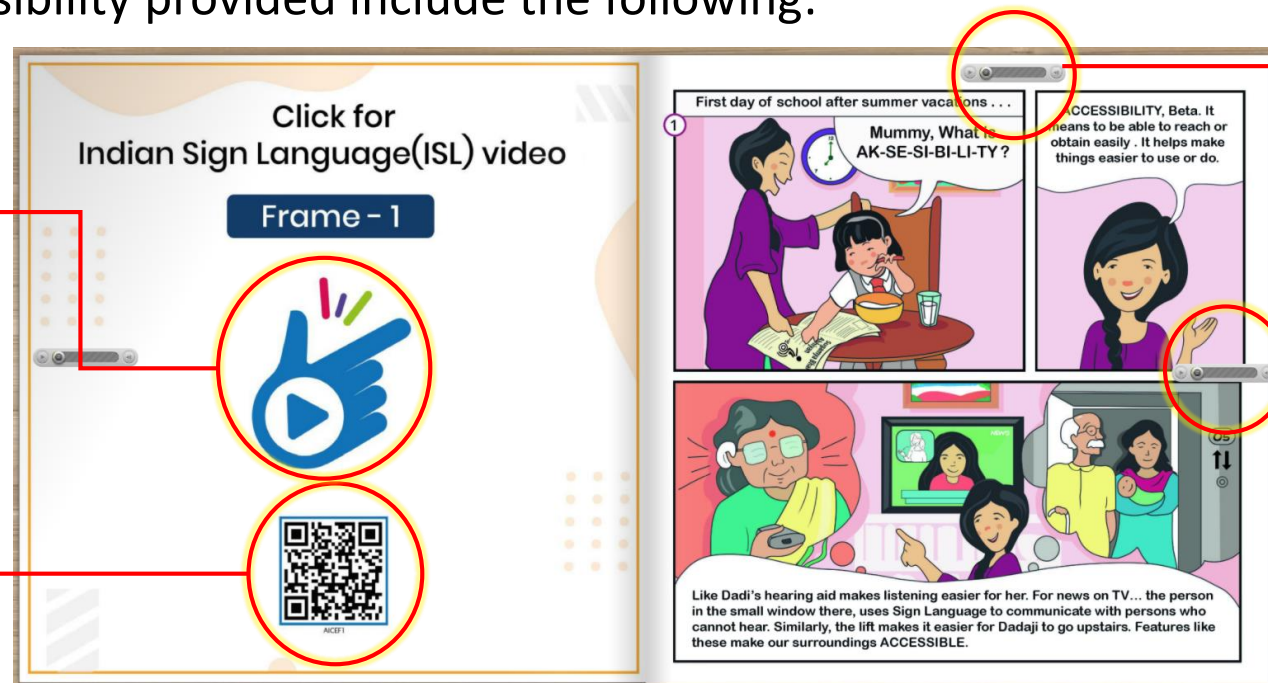 sibility provided include the following:
Click for
Indian Sign Language(ISL) video
Frame - 1
AICEF1
First day of school after summer vacations . . .
1
Mummy, What is
AK-SE-SI-BI-LI-TY ?
ACCESSIBILITY, Beta. It
means to be able to reach or
obtain easily . It helps make
things easier to use or do.
05
Like Dadi's hearing aid makes listening easier for her. For news on TV... the person
in the small window there, uses Sign Language to communicate with persons who
cannot hear. Similarly, the lift makes it easier for Dadaji to go upstairs. Features like
these make our surroundings ACCESSIBLE.